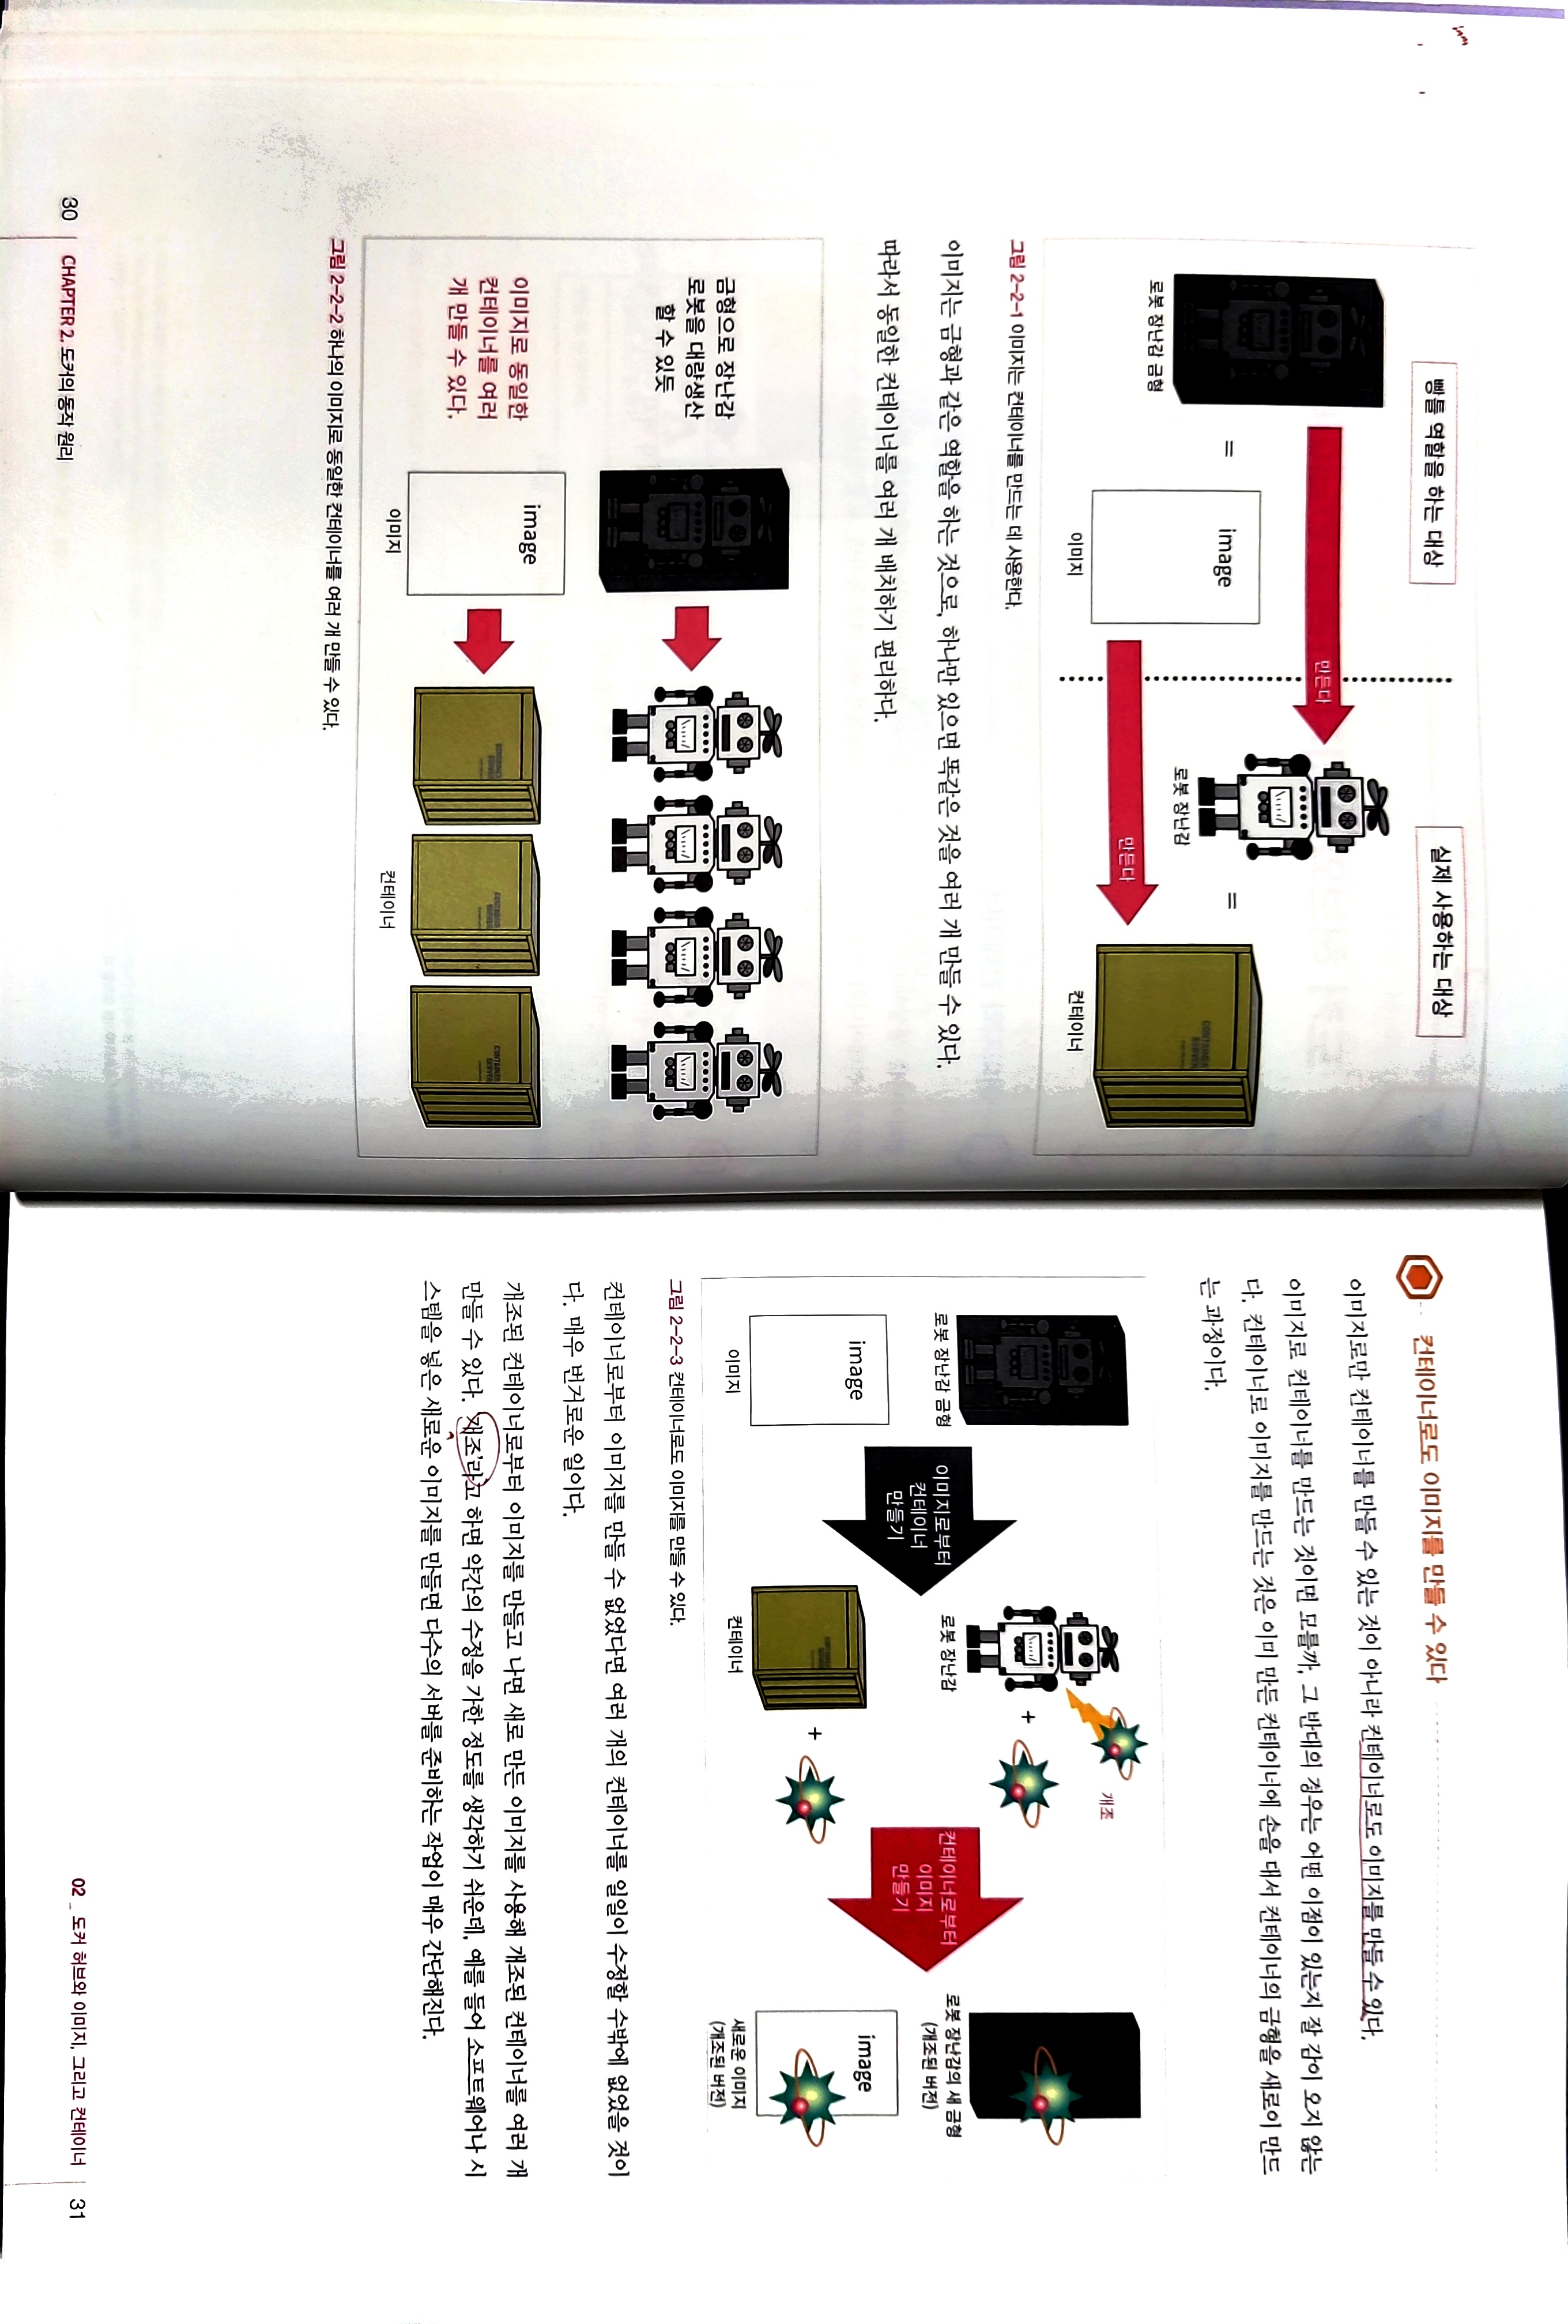 빵틀 역할을 하는 대상
실제 사용하는 대상
만든다
=
image
=
로봇 장난감
로봇 장난감 금형
만든다
이미지
CONTAINER
SERVER
컨테이너
그림 2-2-1 이미지는 컨테이너를 만드는 데 사용한다.
이미지는 금형과 같은 역할을 하는 것으로, 하나만 있으면 똑같은 것을 여러 개 만들 수 있다.
따라서 동일한 컨테이너를 여러 개 배치하기 편리하다.
금형으로 장난감
로봇을 대량생산
할 수 있듯
이미지로 동일한
컨테이너를 여러
개 만들 수 있다.
image
이미지
CONTAINER
SERVER
CONTAINER
SERVER
CONTAINER
SERVER
컨테이너
그림 2-2-2 하나의 이미지로 동일한 컨테이너를 여러 개 만들 수 있다.
30
CHAPTER 2. 도커의 동작 원리
컨테이너로도 이미지를 만들 수 있다
이미지로만 컨테이너를 만들 수 있는 것이 아니라 컨테이너로도 이미지를 만들 수 있다.
이미지로 컨테이너를 만드는 것이면 모를까, 그 반대의 경우는 어떤 이점이 있는지 잘 감이 오지 않는
다. 컨테이너로 이미지를 만드는 것은 이미 만든 컨테이너에 손을 대서 컨테이너의 금형을 새로이 만드
는 과정이다.
개조
+
로봇 장난감 금형
이미지로부터
컨테이너
만들기
로봇 장난감
컨테이너로부터
이미지
만들기
로봇 장난감의 새 금형
(개조된 버전)
image
이미지
+
컨테이너
image
새로운 이미지
(개조된 버전)
그림 2-2-3 컨테이너로도 이미지를 만들 수 있다.
컨테이너로부터 이미지를 만들 수 없었다면 여러 개의 컨테이너를 일일이 수정할 수밖에 없었을 것이
다. 매우 번거로운 일이다.
개조된 컨테이너로부터 이미지를 만들고 나면 새로 만든 이미지를 사용해 개조된 컨테이너를 여러 개
만들 수 있다. 개조'라고 하면 약간의 수정을 가한 정도를 생각하기 쉬운데, 예를 들어 소프트웨어나 시
스템을 넣은 새로운 이미지를 만들면 다수의 서버를 준비하는 작업이 매우 간단해진다.
02 _ 도커 허브와 이미지, 그리고 컨테이너
31